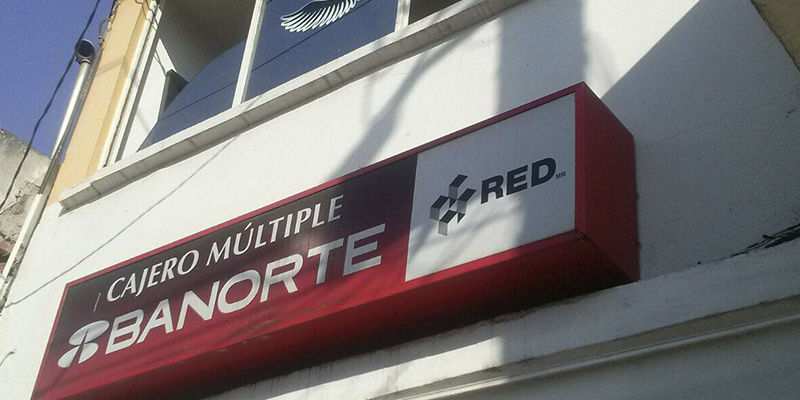 CAJERO MÚLTIPLE
BANORTE
RED MR